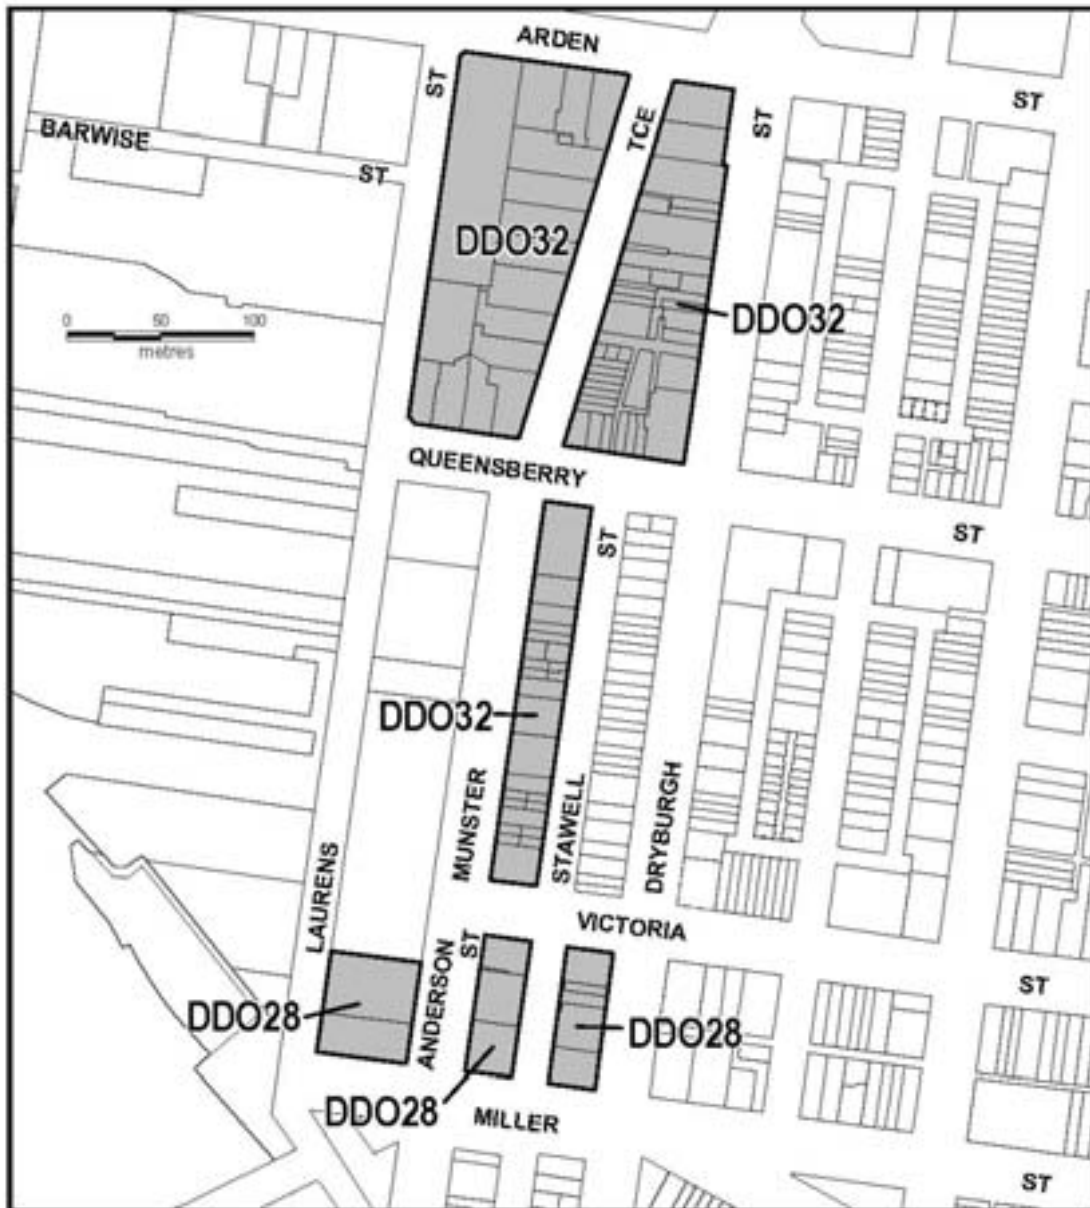 ARDEN
ST
ST
TCE
ST
BARWISE
ST
DDO32
DDO32
0 50 100
metres
QUEENSBERRY
ST
ST
DDO32
MUNSTER
STAWELL
DRYBURGH
LAURENS
VICTORIA
ST
ANDERSON
ST
DDO28
DDO28
DDO28
MILLER
ST